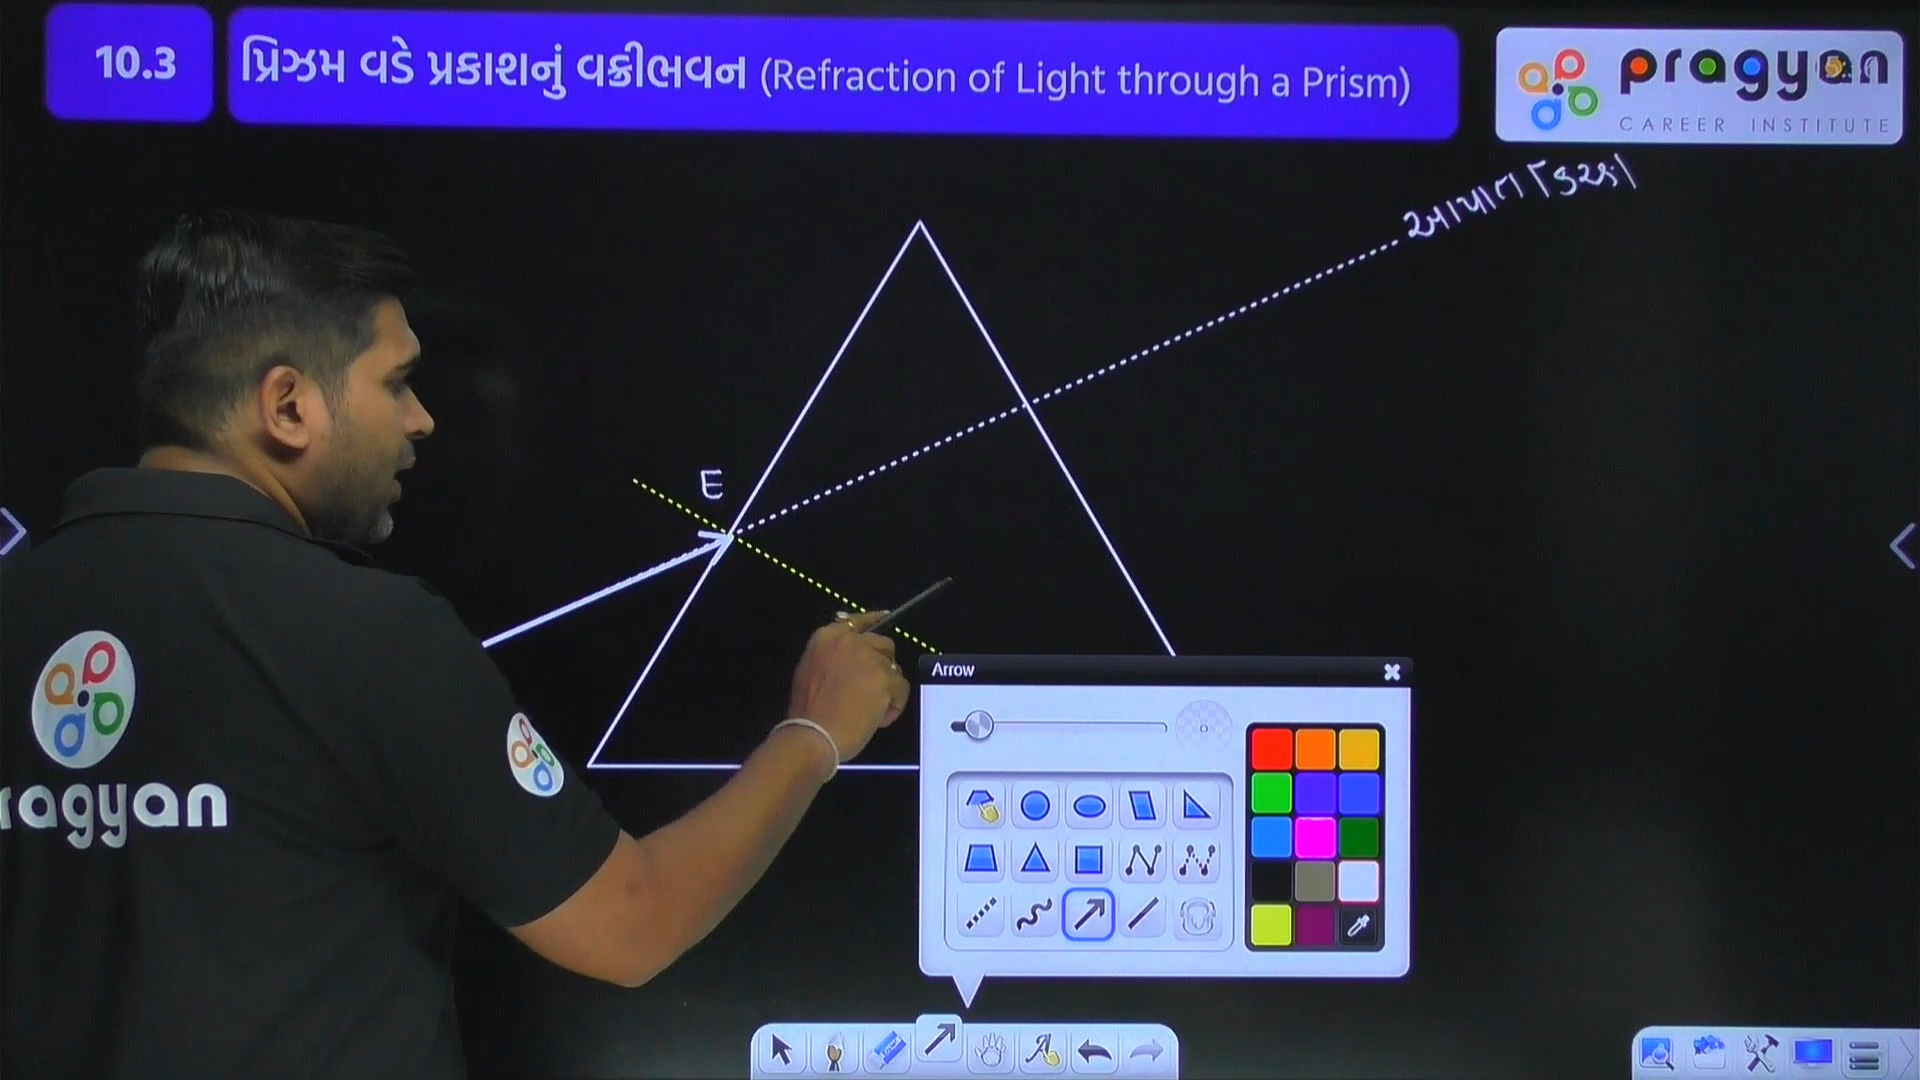 10.3
પ્રિઝમ વડે પ્રકાશનું વક્રીભવન (Refraction of Light through a Prism)
pragyan
CAREER INSTITUTE
આપાત કિરણ
E
Arrow
ragyan